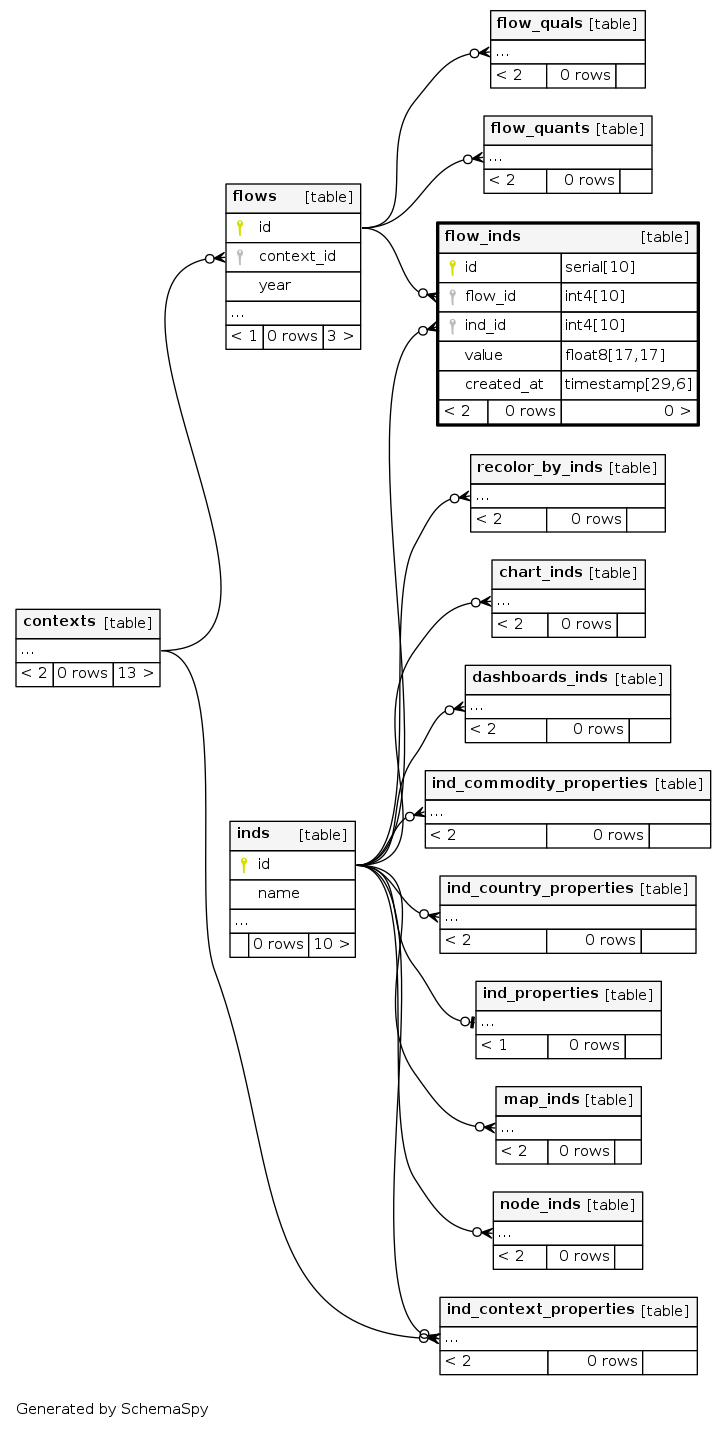 flow_quals [table]
...
< 2 0 rows
flow_quants [table]
...
< 2 0 rows
flows [table]
id
context_id
year
...
< 1 0 rows 3 >
flow_inds [table]
id serial[10]
flow_id int4[10]
ind_id int4[10]
value float8[17,17]
created_at timestamp[29,6]
< 2 0 rows 0 >
recolor_by_inds [table]
...
< 2 0 rows
chart_inds [table]
...
< 2 0 rows
contexts [table]
...
< 2 0 rows 13 >
dashboards_inds [table]
...
< 2 0 rows
ind_commodity_properties [table]
...
< 2 0 rows
inds [table]
id
name
...
0 rows 10 >
ind_country_properties [table]
...
< 2 0 rows
ind_properties [table]
...
< 1 0 rows
map_inds [table]
...
< 2 0 rows
node_inds [table]
...
< 2 0 rows
ind_context_properties [table]
...
< 2 0 rows
Generated by SchemaSpy